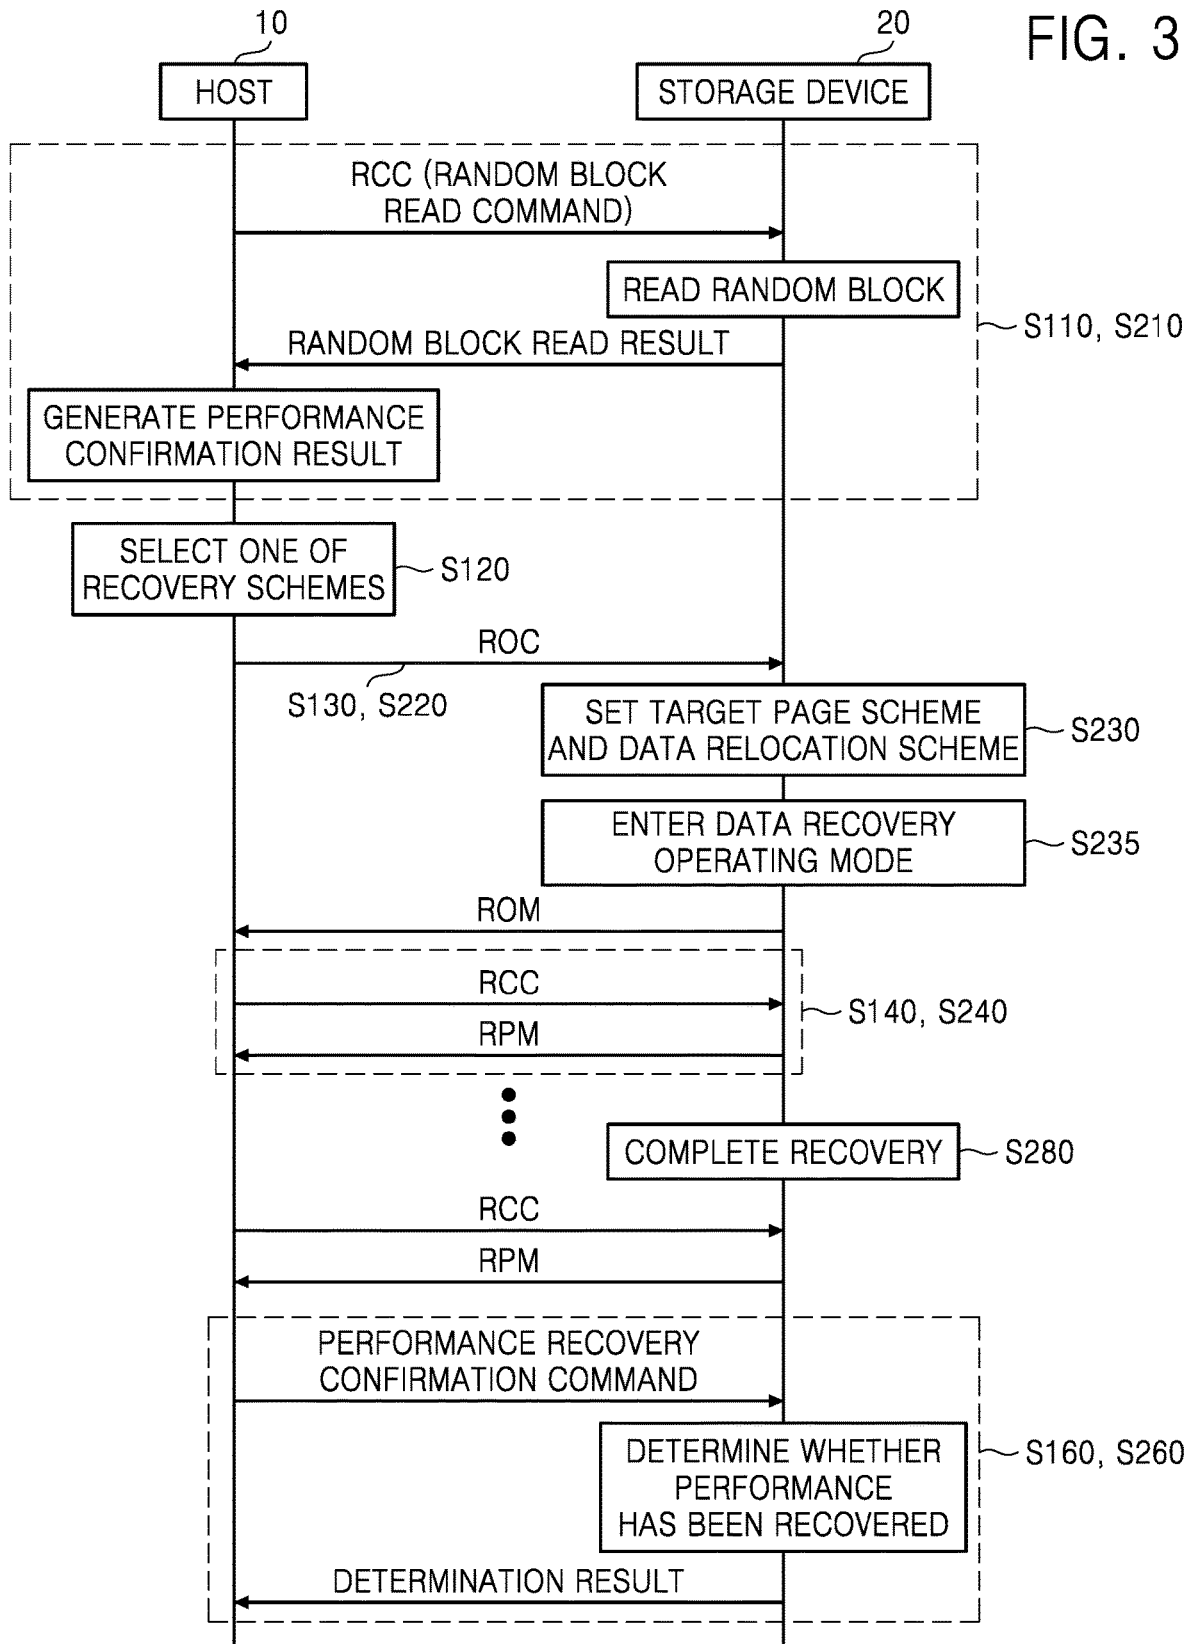 FIG. 3
10
20
HOST
STORAGE DEVICE
RCC (RANDOM BLOCK
READ COMMAND)
READ RANDOM BLOCK
S110, S210
RANDOM BLOCK READ RESULT
GENERATE PERFORMANCE
CONFIRMATION RESULT
SELECT ONE OF
RECOVERY SCHEMES
S120
ROC
S130, S220
SET TARGET PAGE SCHEME
AND DATA RELOCATION SCHEME
S230
ENTER DATA RECOVERY
OPERATING MODE
S235
ROM
RCC
S140, S240
RPM
COMPLETE RECOVERY
S280
RCC
RPM
PERFORMANCE RECOVERY
CONFIRMATION COMMAND
DETERMINE WHETHER
PERFORMANCE
HAS BEEN RECOVERED
S160, S260
DETERMINATION RESULT